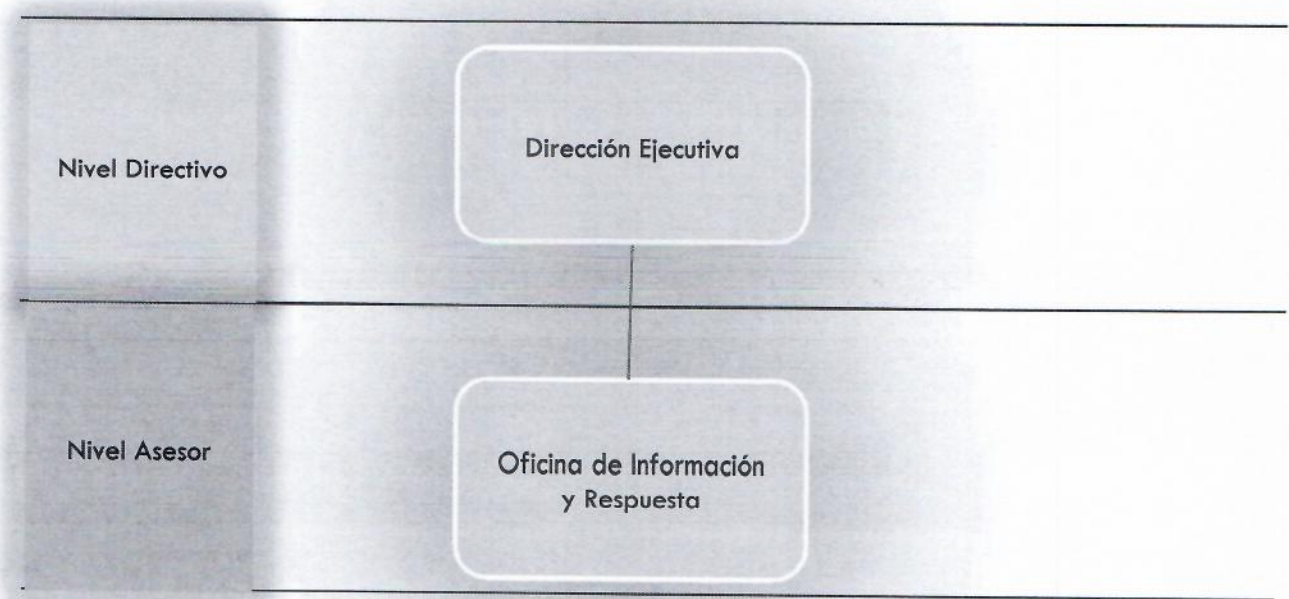 Nivel Directivo
Dirección Ejecutiva
Nivel Asesor
Oficina de Información
y Respuesta